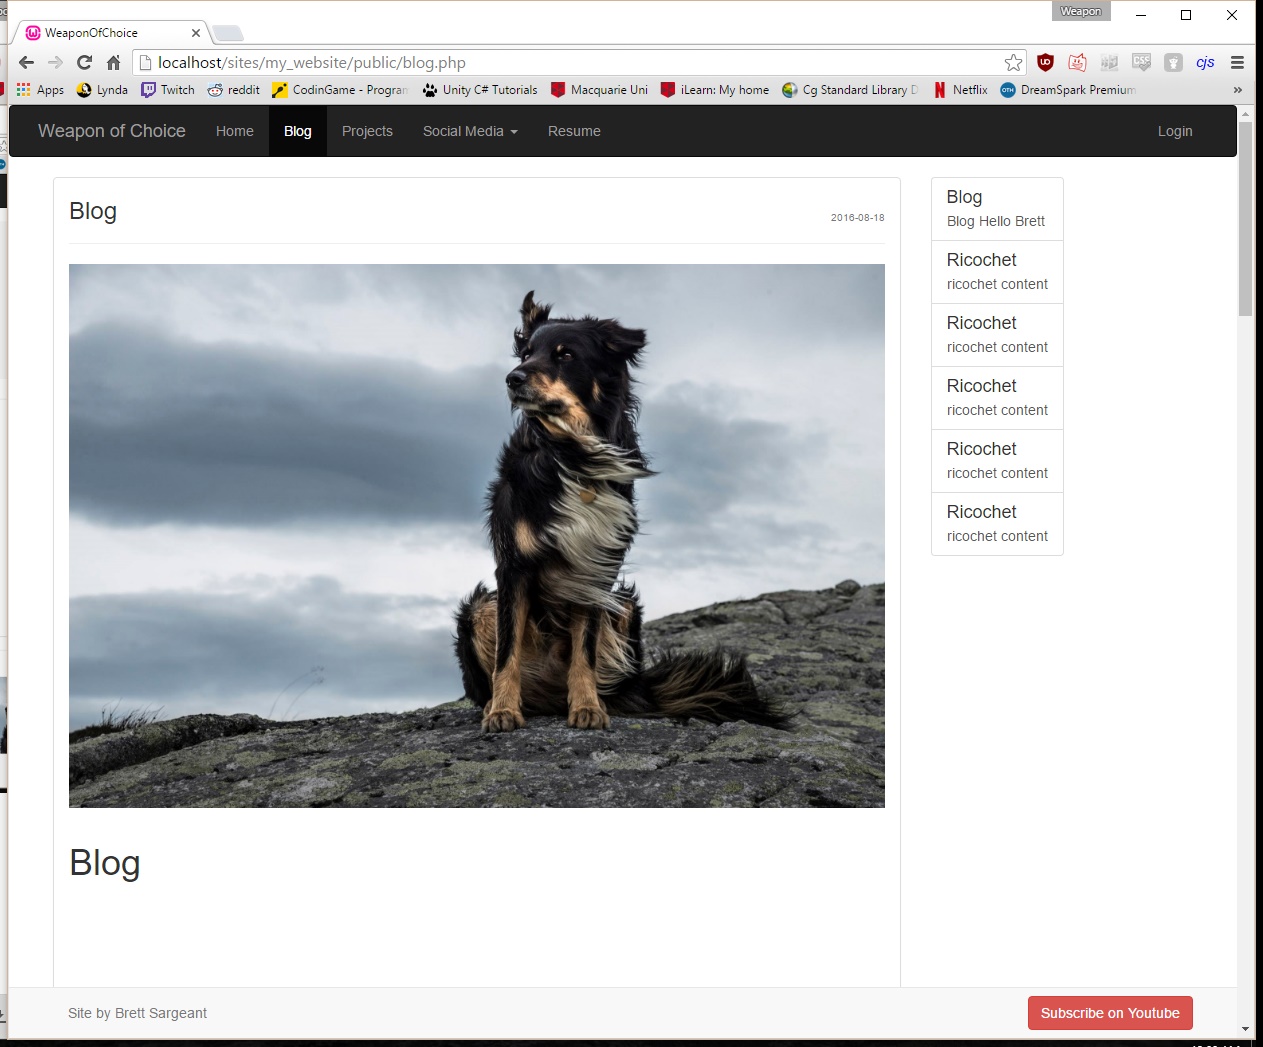 Weapon
WeaponOfChoice
localhost/sites/my_website/public/blog.php
cjs
Apps Lynda Twitch reddit CodinGame - Program Unity C# Tutorials Macquarie Uni iLearn: My home Cg Standard Library D Netflix DreamSpark Premium »
Weapon of Choice Home Blog Projects Social Media Resume Login
Blog
2016-08-18
Blog
Site by Brett Sargeant
Subscribe on Youtube
Blog
Blog Hello Brett
Ricochet
ricochet content
Ricochet
ricochet content
Ricochet
ricochet content
Ricochet
ricochet content
Ricochet
ricochet content